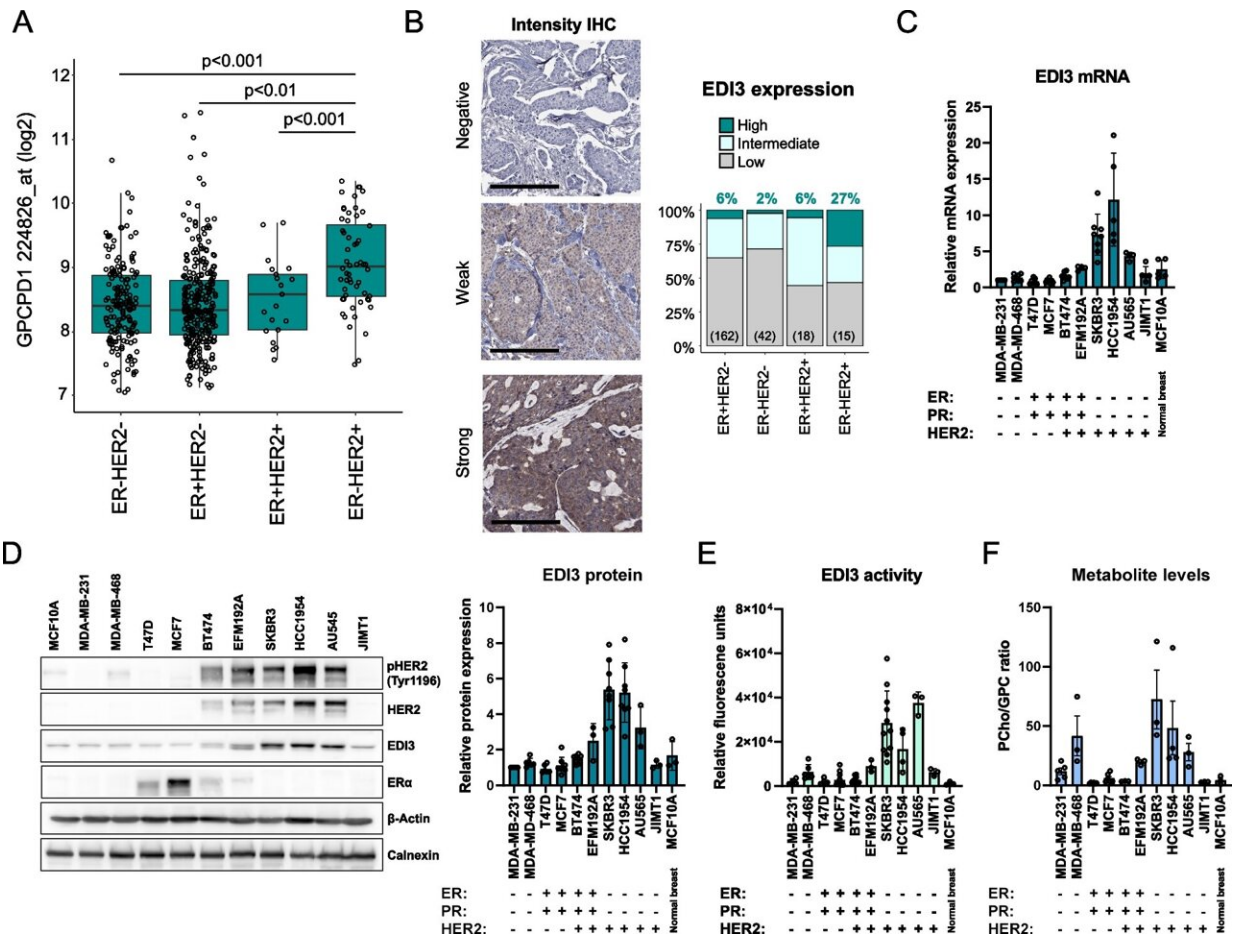 A
p<0.001
p<0.01
p<0.001
GPCPD1 224826_at (log2)
12
11
10
9
8
7
ER-HER2-
ER+HER2-
ER+HER2+
ER-HER2+
B
Intensity IHC
Negative
Weak
Strong
EDI3 expression
High
Intermediate
Low
6% 2% 6% 27%
100%
75%
50%
25%
0%
(162) (42) (18) (15)
ER+HER2-
ER-HER2-
ER+HER2+
ER-HER2+
C
EDI3 mRNA
Relative mRNA expression
25
20
15
10
5
0
MDA-MB-231
MDA-MD-468
T47D
MCF7
BT474
EFM192A
SKBR3
HCC1954
AU565
JIMT1
MCF10A
ER: - - + + + + - - - -
PR: - - + + + + - - - -
HER2: - - - - + + + + + +
Normal breast
D
MCF10A
MDA-MB-231
MDA-MB-468
T47D
MCF7
BT474
EFM192A
SKBR3
HCC1954
AU545
JIMT1
pHER2
(Tyr1196)
HER2
EDI3
ERα
β-Actin
Calnexin
EDI3 protein
Relative protein expression
10
8
6
4
2
0
MDA-MB-231
MDA-MD-468
T47D
MCF7
BT474
EFM192A
SKBR3
HCC1954
AU565
JIMT1
MCF10A
ER: - - + + + + - - - -
PR: - - + + + + - - - -
HER2: - - - - + + + + + +
Normal breast
E
EDI3 activity
Relative fluorescene units
8×10⁴
6×10⁴
4×10⁴
2×10⁴
0
MDA-MB-231
MDA-MB-468
T47D
MCF7
BT474
EFM192A
SKBR3
HCC1954
AU565
JIMT1
MCF10A
ER: - - + + + + - - - -
PR: - - + + + + - - - -
HER2: - - - - + + + + + +
Normal breast
F
Metabolite levels
PCho/GPC ratio
150
100
50
0
MDA-MB-231
MDA-MB-468
T47D
MCF7
BT474
EFM192A
SKBR3
HCC1954
AU565
JIMT1
MCF10A
ER: - - + + + + - - - -
PR: - - + + + + - - - -
HER2: - - - - + + + + + +
Normal breast